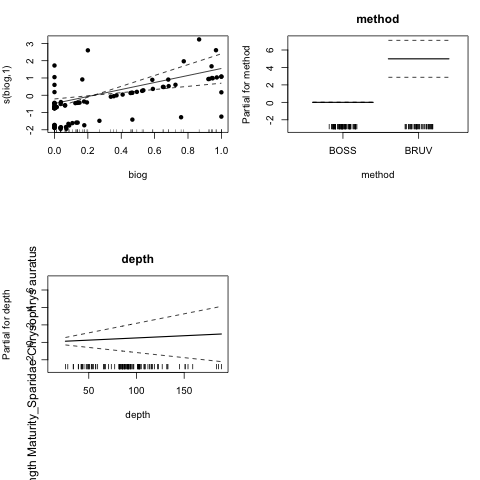 method
s(biog,1)
3
2
1
0
-1
-2
0.0 0.2 0.4 0.6 0.8 1.0
biog
Partial for method
6
4
2
0
-2
BOSS BRUV
method
depth
Partial for depth
50 100 150
depth
ngth Maturity_Sparidae Chrysophrys auratus